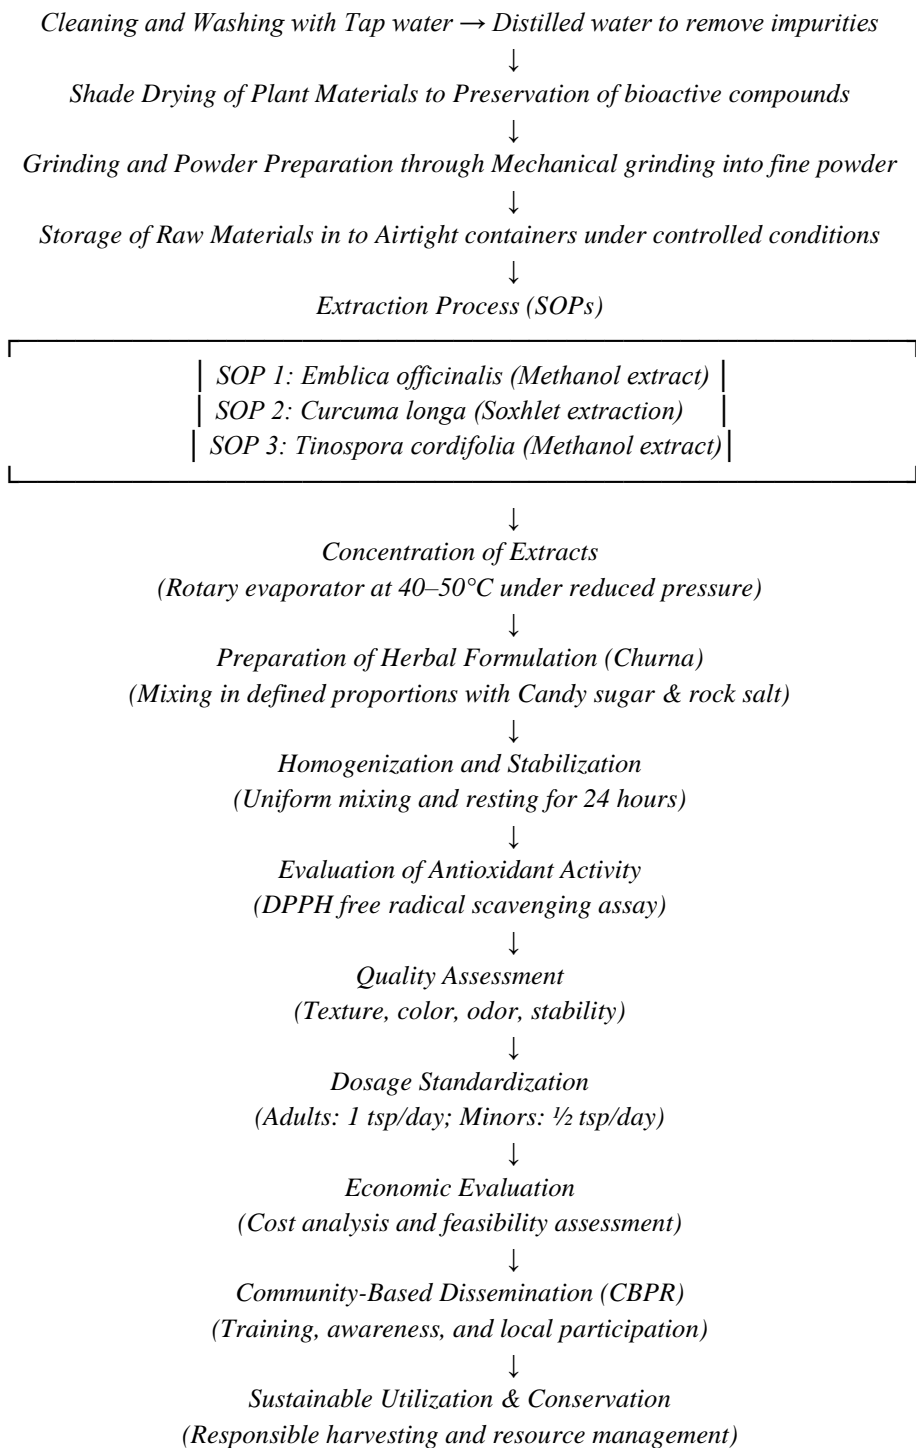 Cleaning and Washing with Tap water → Distilled water to remove impurities
↓
Shade Drying of Plant Materials to Preservation of bioactive compounds
↓
Grinding and Powder Preparation through Mechanical grinding into fine powder
↓
Storage of Raw Materials in to Airtight containers under controlled conditions
↓
Extraction Process (SOPs)
| SOP 1: Emblica officinalis (Methanol extract) |
| SOP 2: Curcuma longa (Soxhlet extraction) |
| SOP 3: Tinospora cordifolia (Methanol extract)|
↓
Concentration of Extracts
(Rotary evaporator at 40–50°C under reduced pressure)
↓
Preparation of Herbal Formulation (Churna)
(Mixing in defined proportions with Candy sugar & rock salt)
↓
Homogenization and Stabilization
(Uniform mixing and resting for 24 hours)
↓
Evaluation of Antioxidant Activity
(DPPH free radical scavenging assay)
↓
Quality Assessment
(Texture, color, odor, stability)
↓
Dosage Standardization
(Adults: 1 tsp/day; Minors: ½ tsp/day)
↓
Economic Evaluation
(Cost analysis and feasibility assessment)
↓
Community-Based Dissemination (CBPR)
(Training, awareness, and local participation)
↓
Sustainable Utilization & Conservation
(Responsible harvesting and resource management)